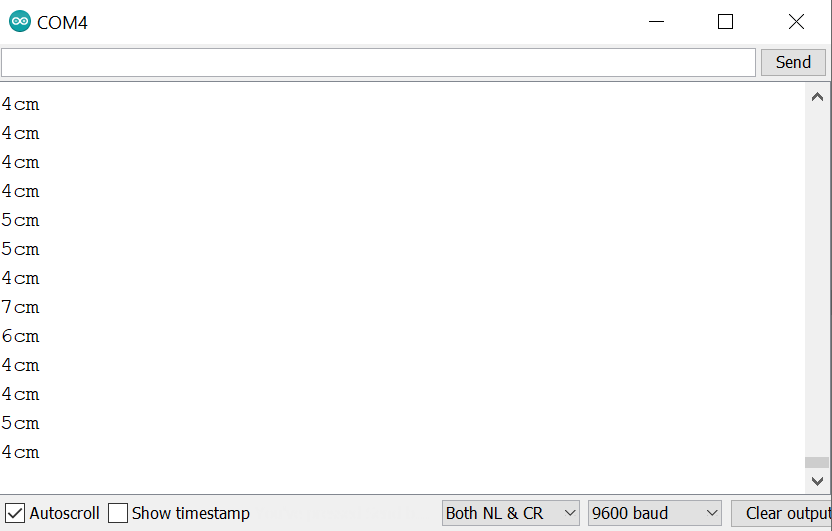 COM4
Send
4cm
4cm
4cm
4cm
5cm
5cm
4cm
7cm
6cm
4cm
4cm
5cm
4cm
Autoscroll Show timestamp Both NL & CR 9600 baud Clear output